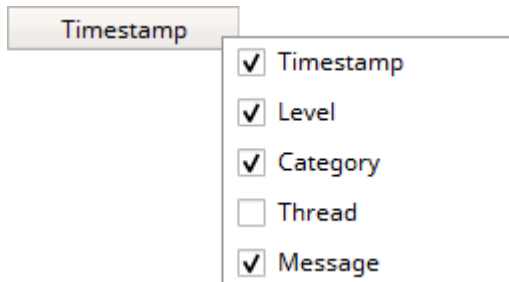 Timestamp
Timestamp
Level
Category
Thread
Message